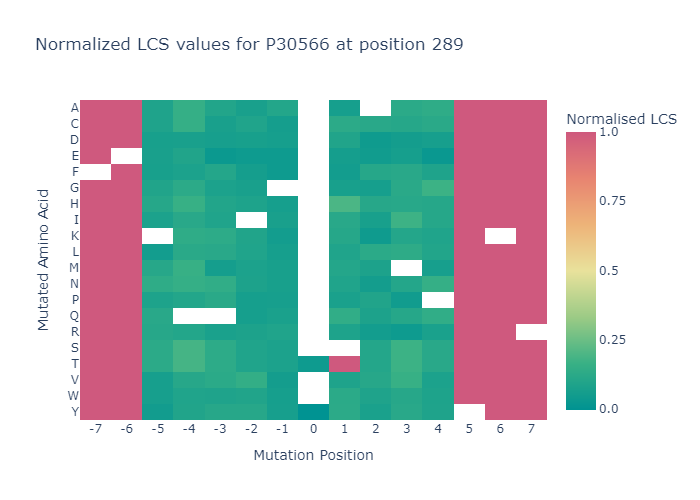 Normalized LCS values for P30566 at position 289
Normalised LCS
Mutated Amino Acid
A
C
D
E
F
G
H
I
K
L
M
N
P
Q
R
S
T
V
W
Y
1.0
0.75
0.5
0.25
0.0
-7 -6 -5 -4 -3 -2 -1 0 1 2 3 4 5 6 7
Mutation Position